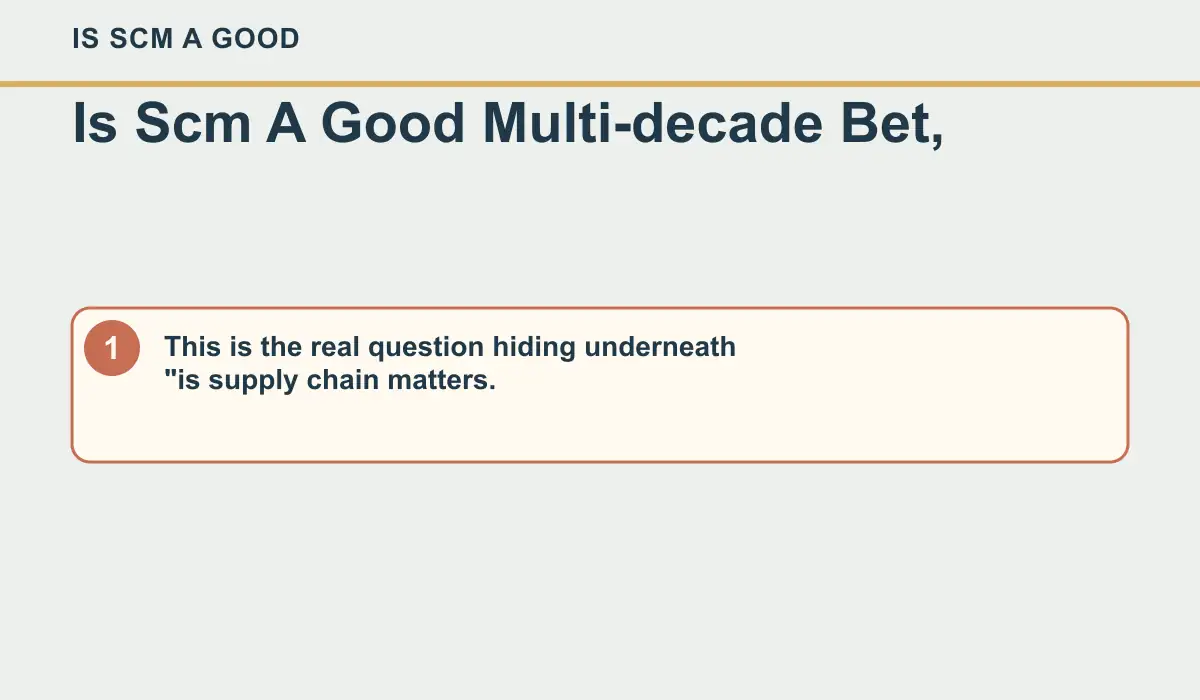 IS SCM A GOOD
Is Scm A Good Multi-decade Bet,
1
This is the real question hiding underneath
"is supply chain matters.